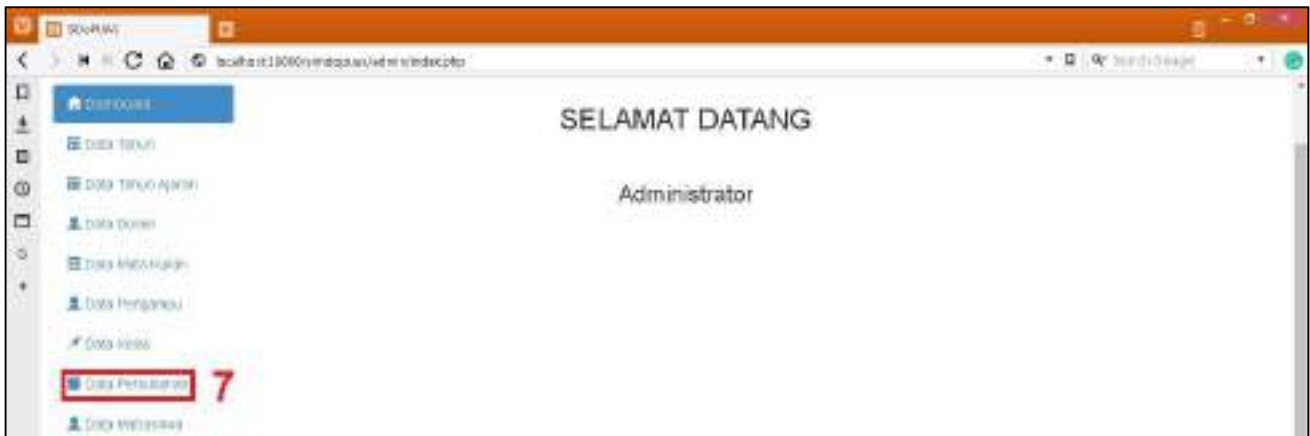 Dashboard
SELAMAT DATANG
Data Tahun
Data Tahun Ajaran
Administrator
Data Dosen
Data Mata Kuliah
Data Pengampu
Data Kelas
Data Perkuliahan
7
Data Mahasiswa